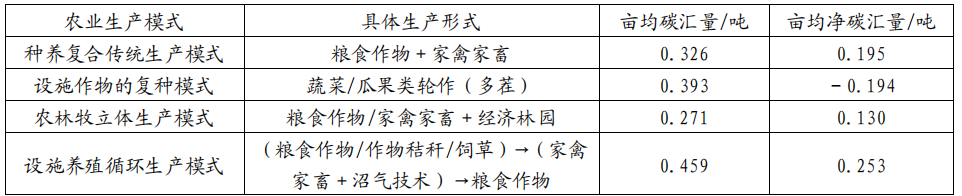 农业生产模式 具体生产形式 亩均碳汇量/吨 亩均净碳汇量/吨
种养复合传统生产模式 粮食作物+家禽家畜 0.326 0.195
设施作物的复种模式 蔬菜/瓜果类轮作（多茬） 0.393 -0.194
农林牧立体生产模式 粮食作物/家禽家畜+经济林园 0.271 0.130
设施养殖循环生产模式 （粮食作物/作物秸秆/饲草）→（家禽 0.459 0.253
家畜+沼气技术）→粮食作物